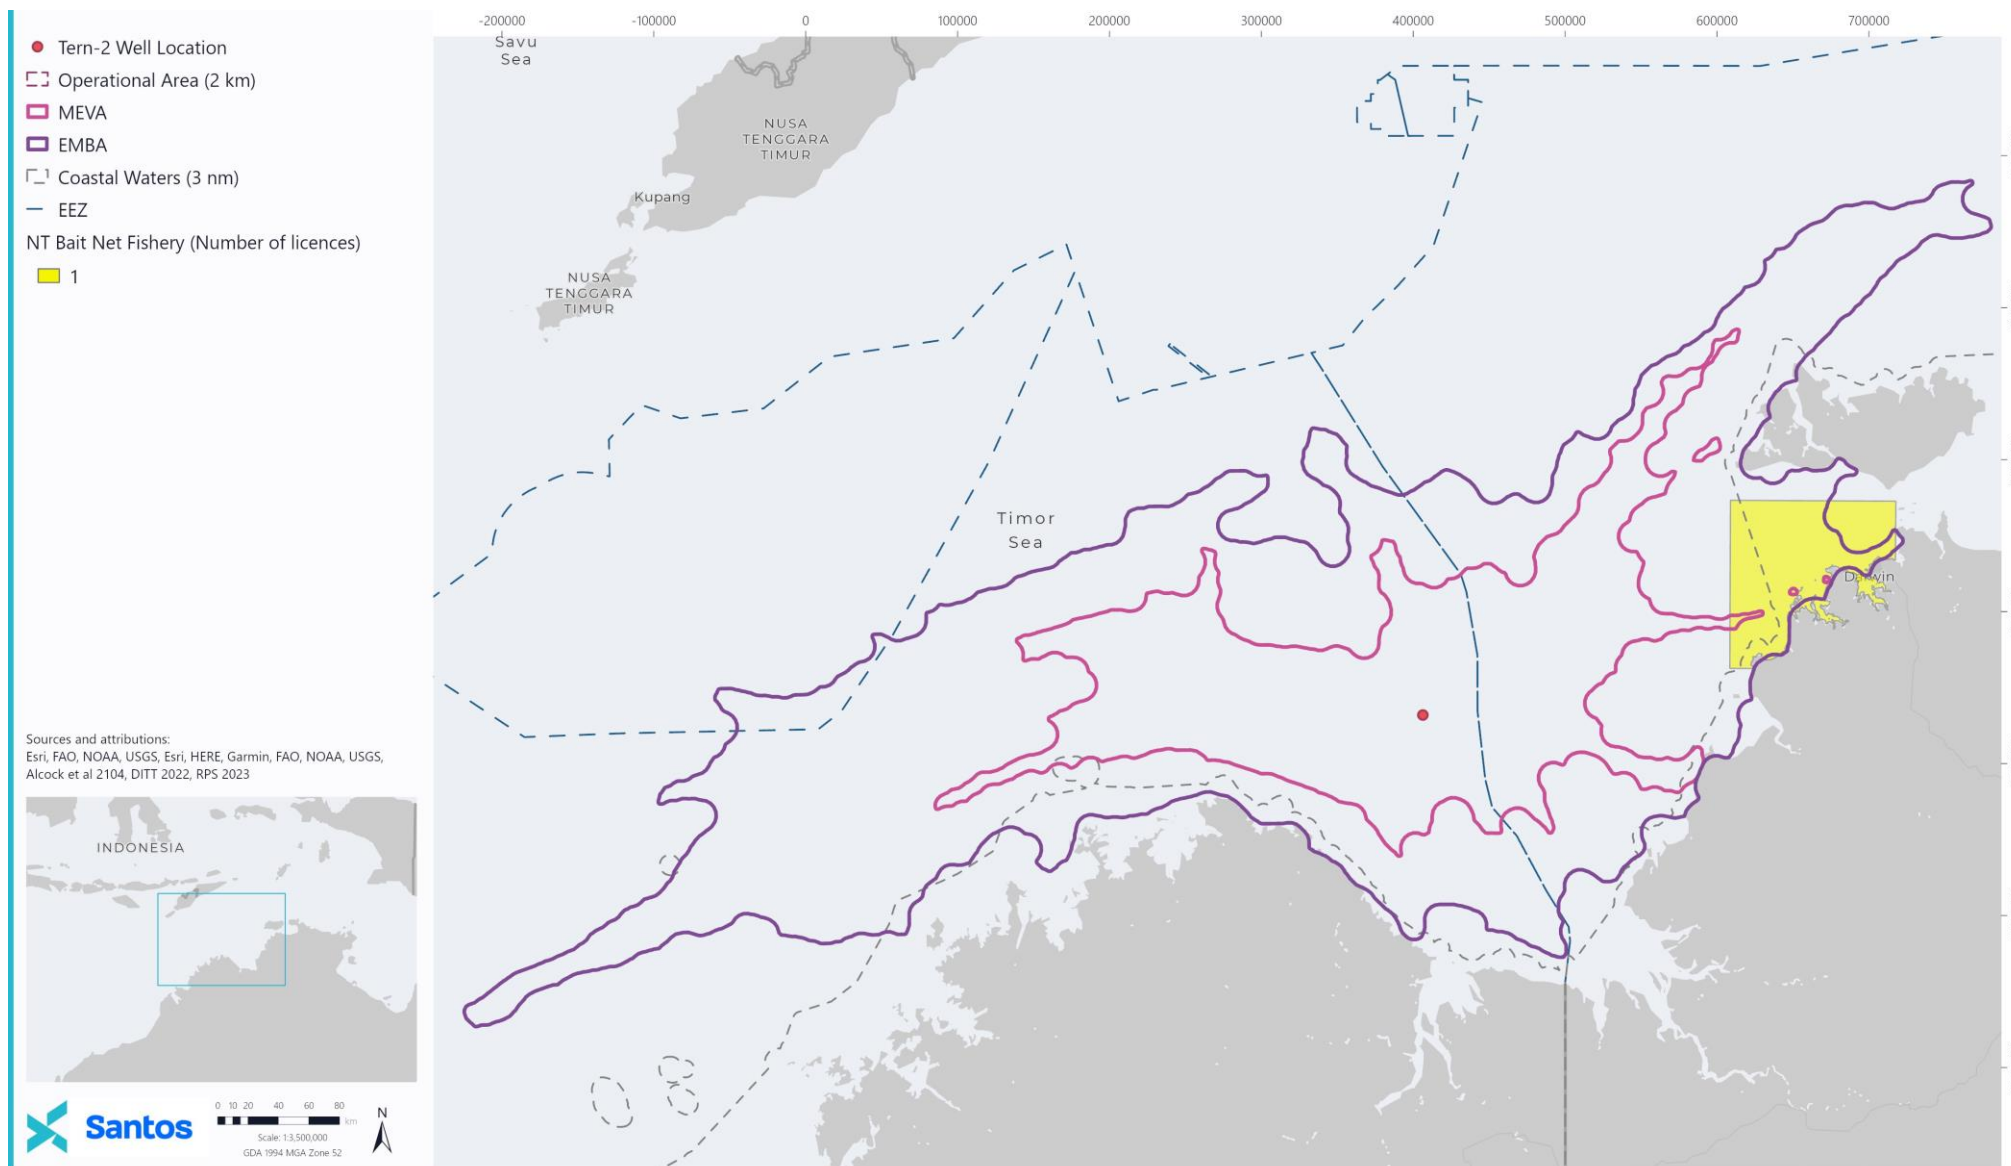 -200000
-100000
0
100000
200000
300000
400000
500000
600000
700000
Tern-2 Well Location
Operational Area (2 km)
MEVA
EMBA
Coastal Waters (3 nm)
EEZ
NT Bait Net Fishery (Number of licences)
1
Savu
Sea
NUSA
TENGGARA
TIMUR
Kupang
NUSA
TENGGARA
TIMUR
Timor
Sea
Darwin
Sources and attributions:
Esri, FAO, NOAA, USGS, Esri, HERE, Garmin, FAO, NOAA, USGS,
Alcock et al 2104, DITT 2022, RPS 2023
INDONESIA
Santos
0 10 20 40 60 80
km
Scale: 1:3,500,000
GDA 1994 MGA Zone 52
N